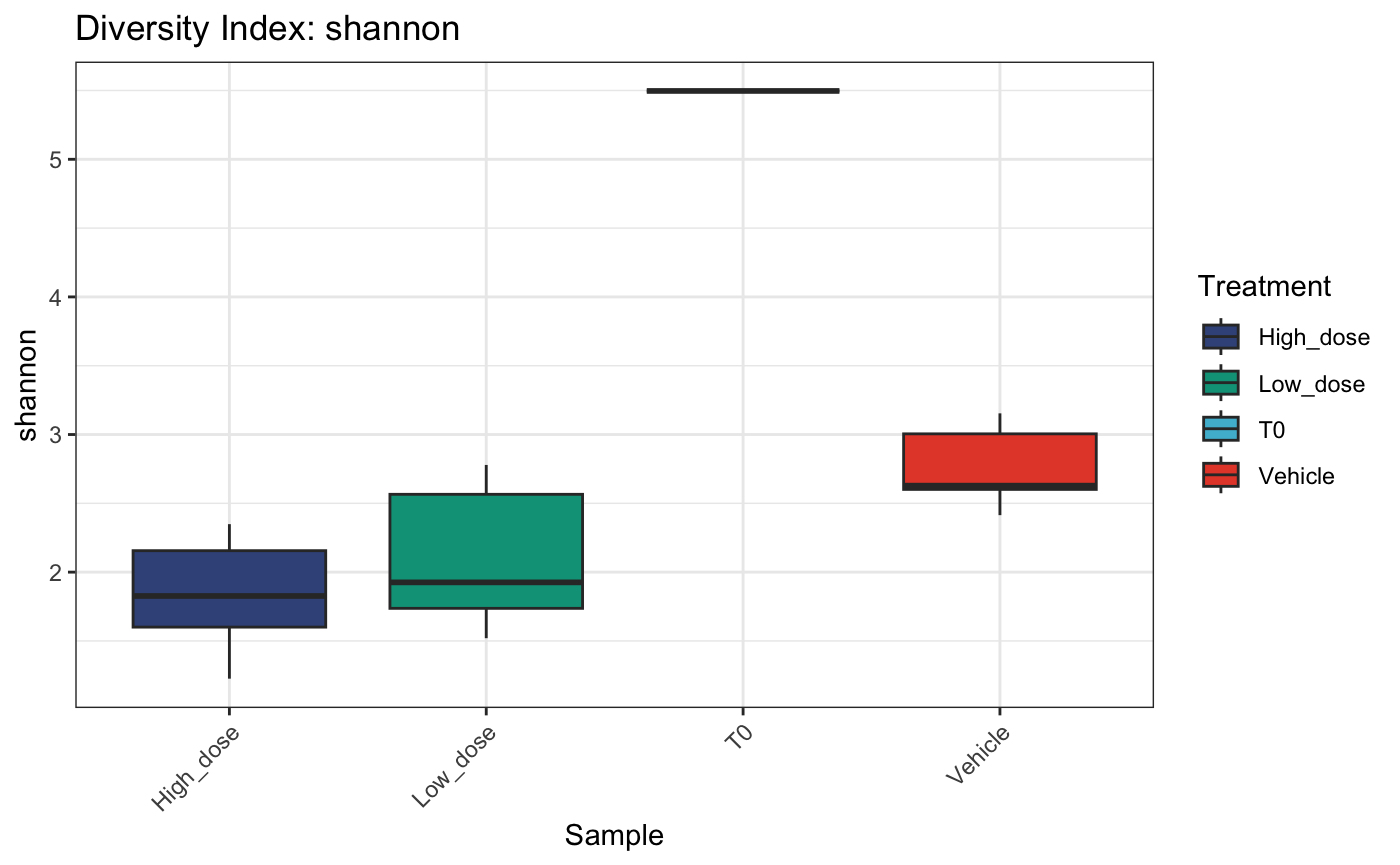 Diversity Index: shannon
shannon
5
4
3
2
High_dose
Low_dose
T0
Vehicle
Sample
Treatment
High_dose
Low_dose
T0
Vehicle